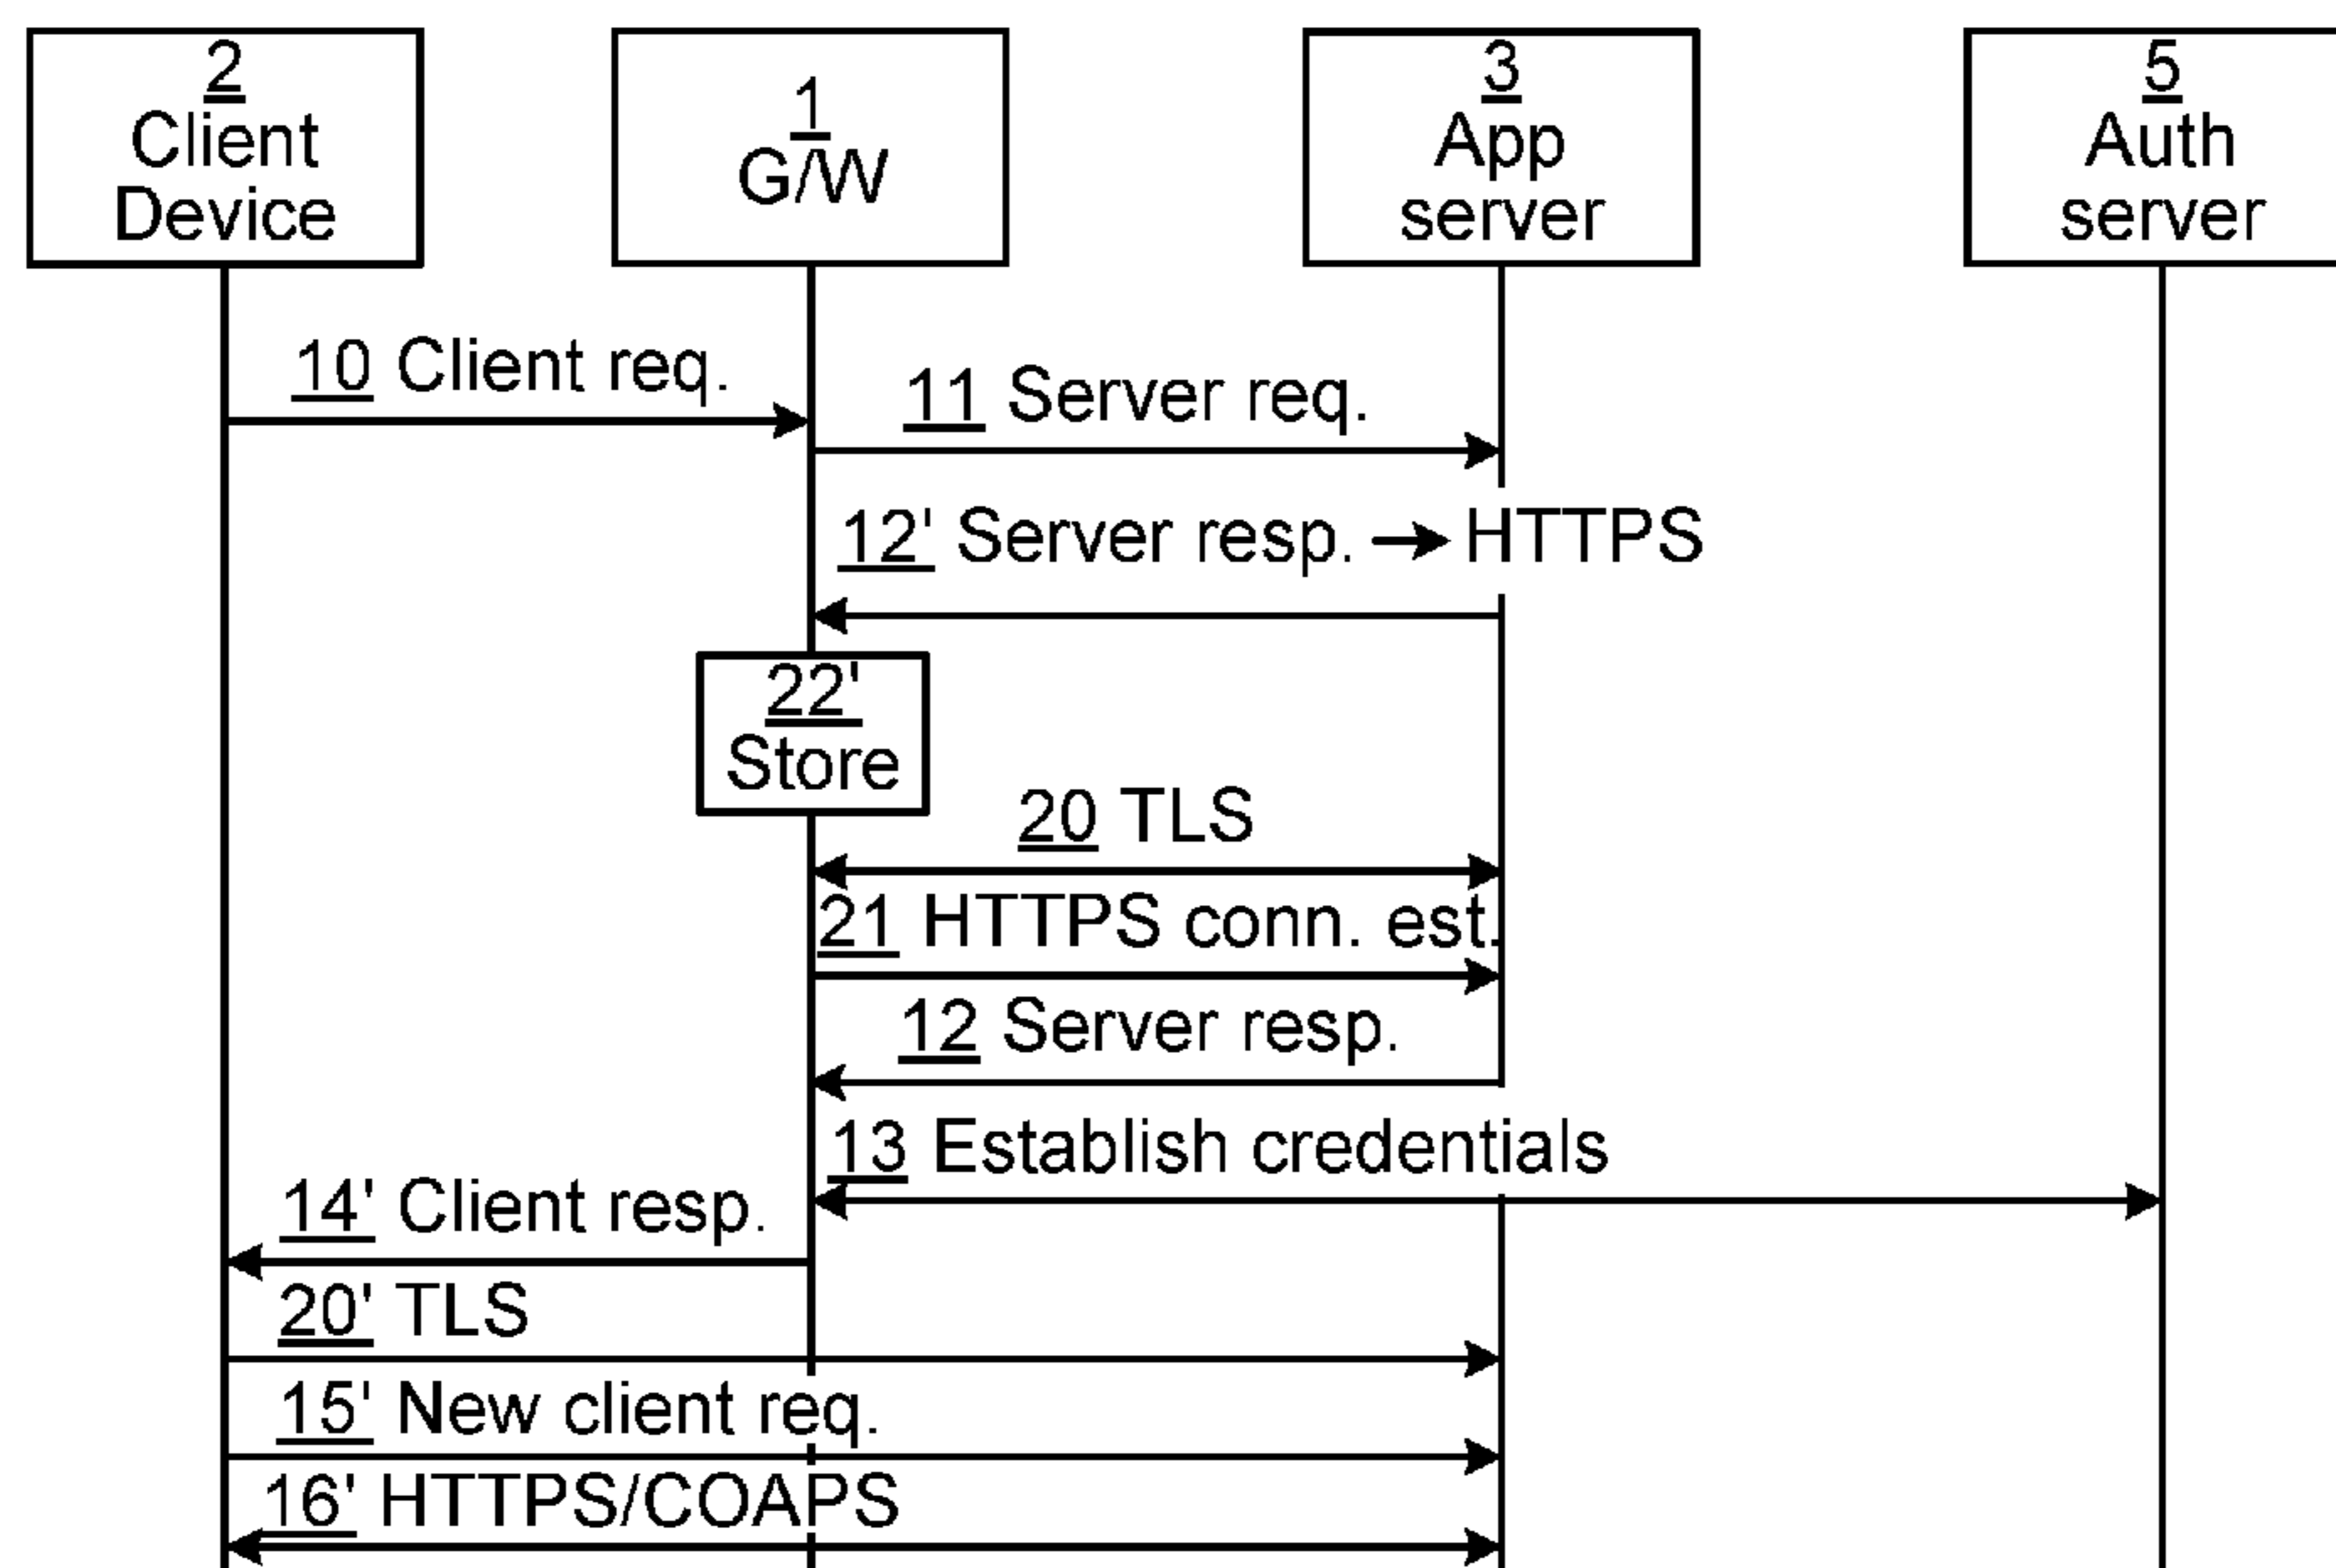 2
Client
Device
1
G/W
3
App
server
5
Auth
server
10 Client req.
11 Server req.
12' Server resp. → HTTPS
22'
Store
20 TLS
21 HTTPS conn. est.
12 Server resp.
13 Establish credentials
14' Client resp.
20' TLS
15' New client req.
16' HTTPS/COAPS